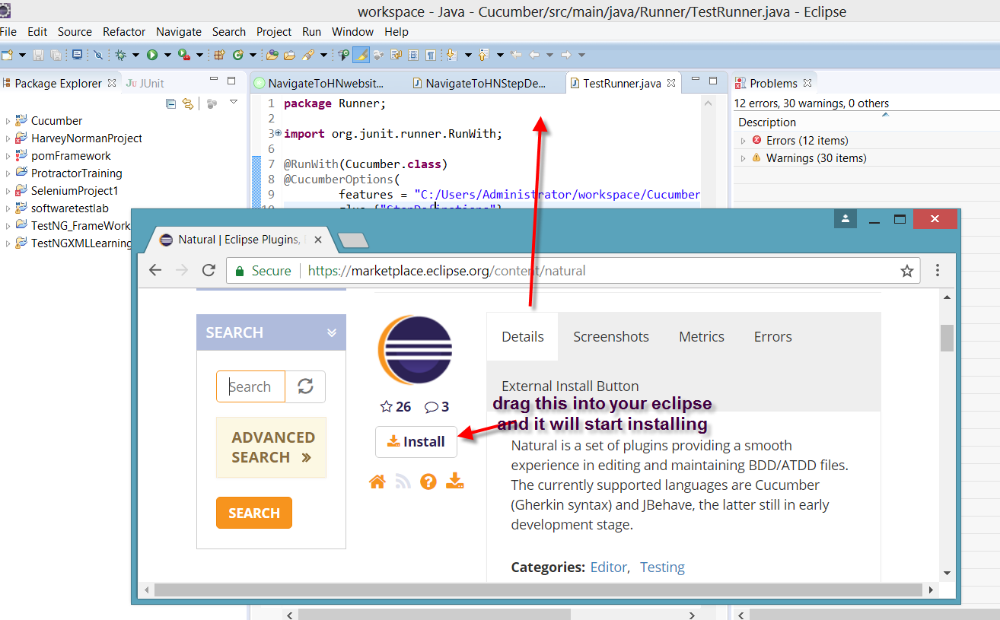 workspace - Java - Cucumber/src/main/java/Runner/TestRunner.java - Eclipse
File Edit Source Refactor Navigate Search Project Run Window Help
Package Explorer JUnit
NavigateToHNwebsit... NavigateToHNStepDe... TestRunner.java
Problems
12 errors, 30 warnings, 0 others
Description
Errors (12 items)
Warnings (30 items)
Cucumber
HarveyNormanProject
pomFramework
ProtractorTraining
SeleniumProject1
softwaretestlab
TestNG_FrameWork
TestNGXMLLearning
1 package Runner;
2
3 import org.junit.runner.RunWith;
6
7 @RunWith(Cucumber.class)
8 @CucumberOptions(
9 features = "C:/Users/Administrator/workspace/Cucumber
10
Natural | Eclipse Plugins,
Secure https://marketplace.eclipse.org/content/natural
SEARCH
Search
ADVANCED
SEARCH
SEARCH
26 3
Install
Details Screenshots Metrics Errors
External Install Button
drag this into your eclipse
and it will start installing
Natural is a set of plugins providing a smooth
experience in editing and maintaining BDD/ATDD files.
The currently supported languages are Cucumber
(Gherkin syntax) and JBehave, the latter still in early
development stage.
Categories: Editor, Testing